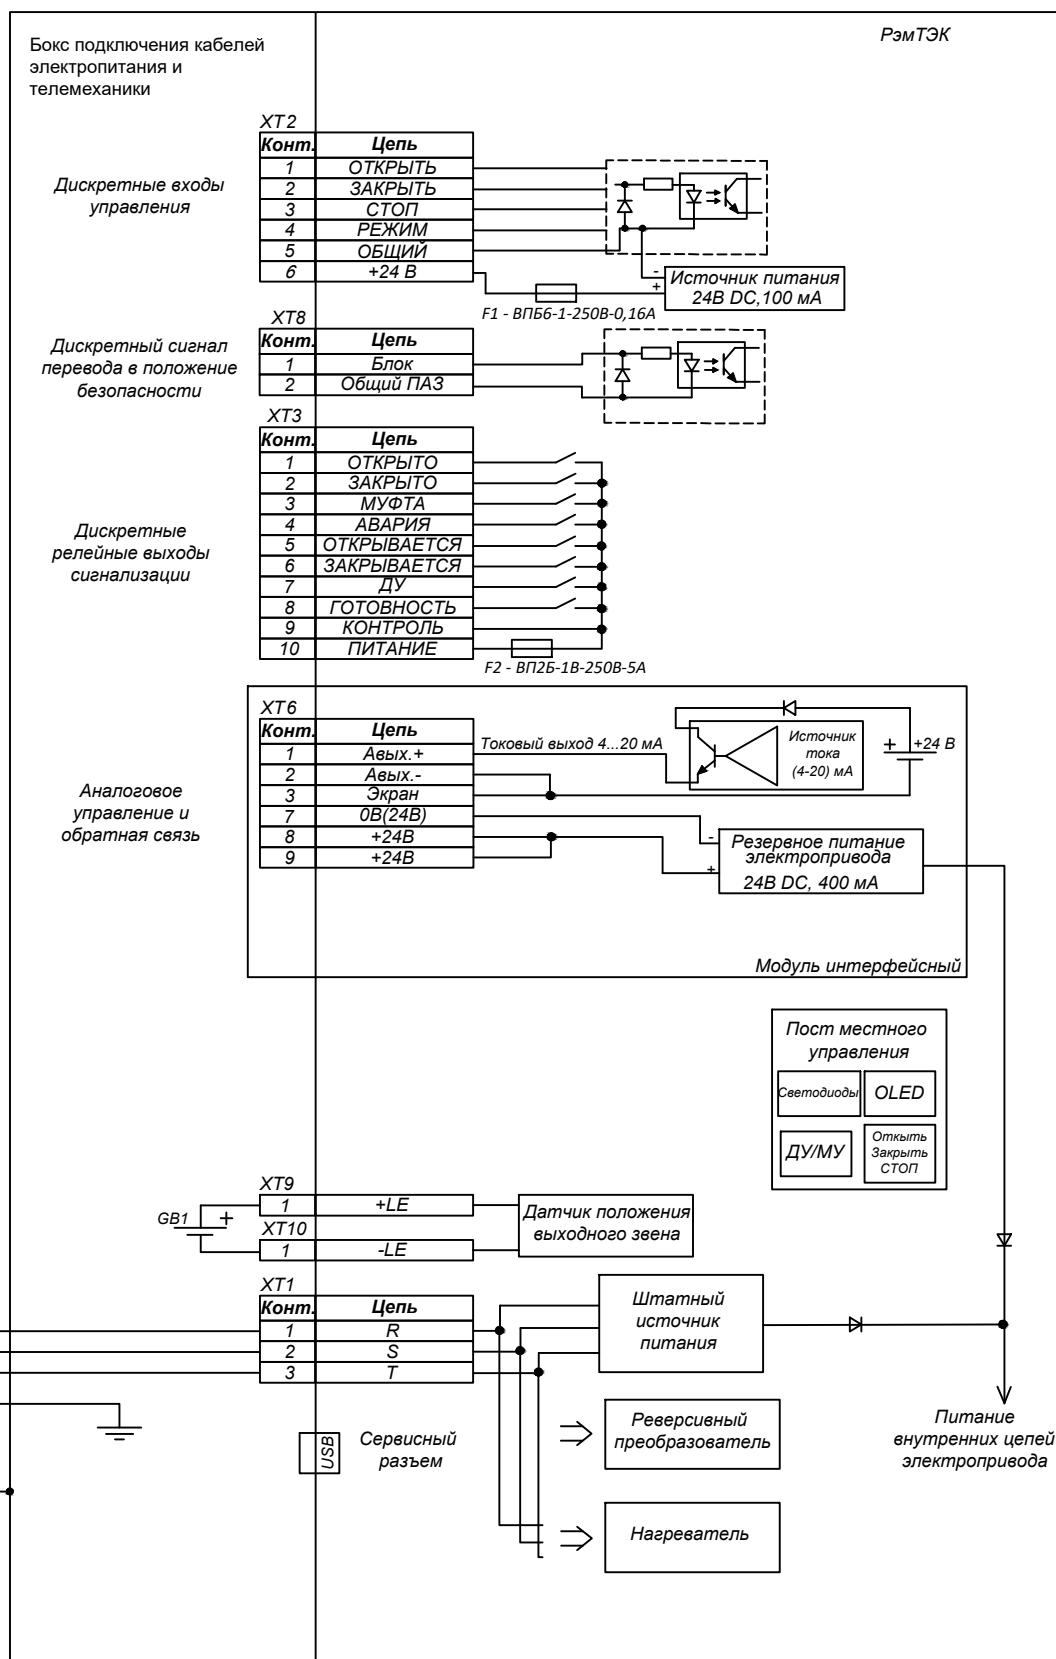 РэмТЭК
Бокс подключения кабелей
электропитания и
телемеханики
XT2
Конт. Цепь
Дискретные входы
управления
1 ОТКРЫТЬ
2 ЗАКРЫТЬ
3 СТОП
4 РЕЖИМ
5 ОБЩИЙ
6 +24 В
-
+
Источник питания
24В DC,100 мА
F1 - ВПБ6-1-250В-0,16А
XT8
Конт. Цепь
Дискретный сигнал
перевода в положение
безопасности
1 Блок
2 Общий ПАЗ
XT3
Конт. Цепь
Дискретные
релейные выходы
сигнализации
1 ОТКРЫТО
2 ЗАКРЫТО
3 МУФТА
4 АВАРИЯ
5 ОТКРЫВАЕТСЯ
6 ЗАКРЫВАЕТСЯ
7 ДУ
8 ГОТОВНОСТЬ
9 КОНТРОЛЬ
10 ПИТАНИЕ
F2 - ВП2Б-1В-250В-5А
XT6
Конт. Цепь
Аналоговое
управление и
обратная связь
1 Авых.+
2 Авых.-
3 Экран
7 0В(24В)
8 +24В
9 +24В
Токовый выход 4...20 мА
Источник
тока
(4-20) мА
+
+24 В
-
+
Резервное питание
электропривода
24В DC, 400 мА
Модуль интерфейсный
Пост местного
управления
Светодиоды
OLED
ДУ/МУ
Откыть
Закрыть
СТОП
XT9
1 +LE
GB1 +
XT10
1 -LE
Датчик положения
выходного звена
XT1
Конт. Цепь
1 R
2 S
3 T
Штатный
источник
питания
USB
Сервисный
разъем
Реверсивный
преобразователь
Питание
внутренних цепей
электропривода
Нагреватель